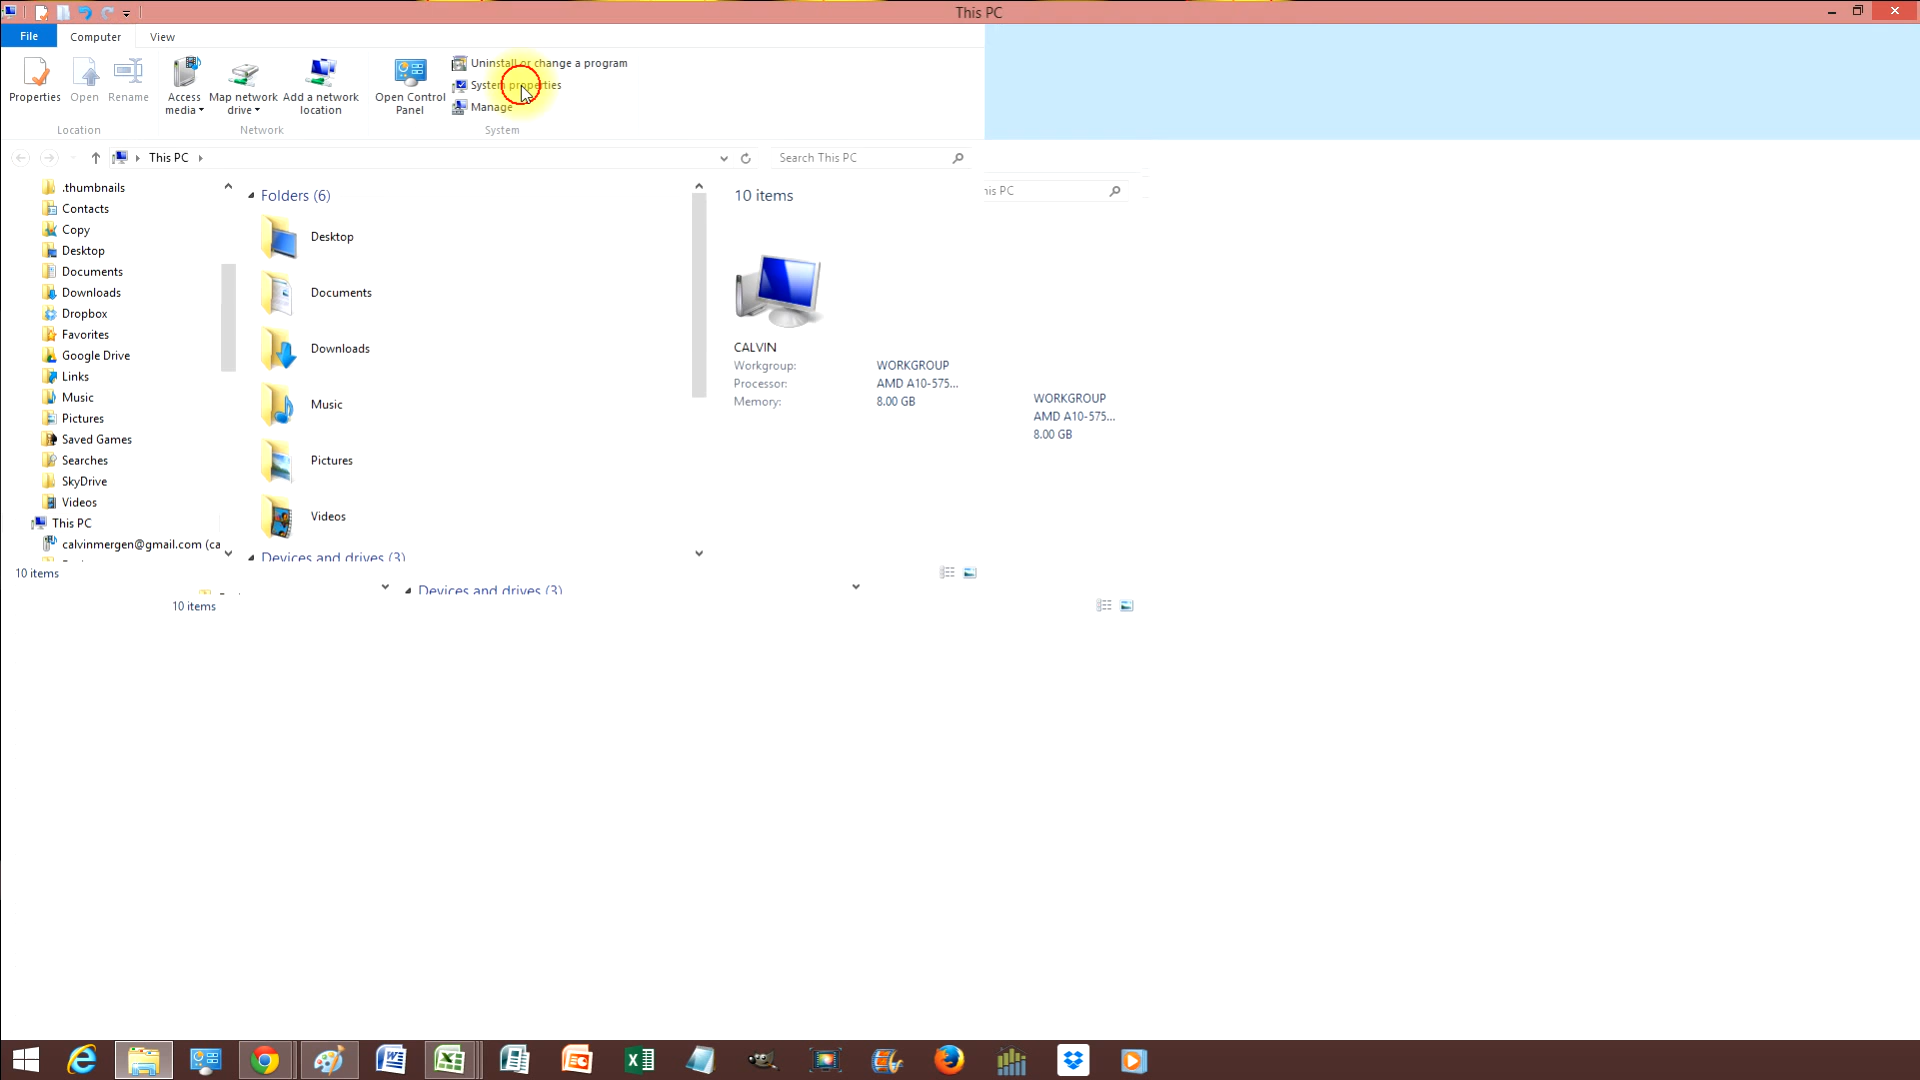 This PC
File
Computer
View
Properties
Open
Rename
Access media
Map network drive
Add a network location
Open Control Panel
Uninstall or change a program
System properties
Manage
Location
Network
System
This PC
Search This PC
.thumbnails
Contacts
Copy
Desktop
Documents
Downloads
Dropbox
Favorites
Google Drive
Links
Music
Pictures
Saved Games
Searches
SkyDrive
Videos
This PC
calvinmergen@gmail.com (ca
10 items
Folders (6)
Desktop
Documents
Downloads
Music
Pictures
Videos
Devices and drives (3)
10 items
CALVIN
Workgroup: WORKGROUP
Processor: AMD A10-575...
Memory: 8.00 GB
his PC
WORKGROUP
AMD A10-575...
8.00 GB
Devices and drives (3)
10 items